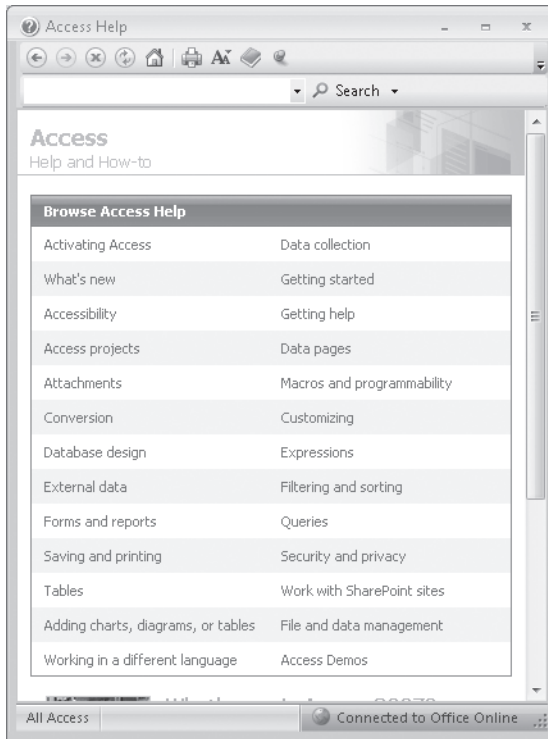 Access Help
Search
Access
Help and How-to
Browse Access Help
Activating Access Data collection
What's new Getting started
Accessibility Getting help
Access projects Data pages
Attachments Macros and programmability
Conversion Customizing
Database design Expressions
External data Filtering and sorting
Forms and reports Queries
Saving and printing Security and privacy
Tables Work with SharePoint sites
Adding charts, diagrams, or tables File and data management
Working in a different language Access Demos
All Access Connected to Office Online